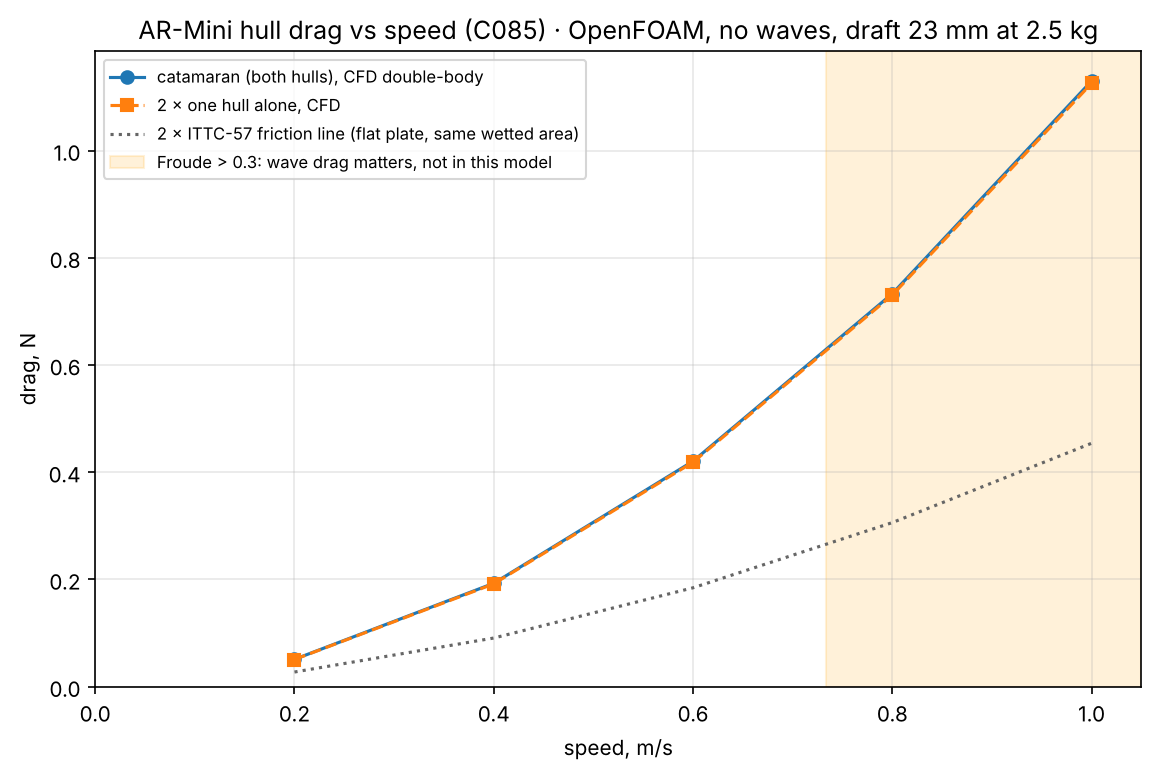 AR-Mini hull drag vs speed (C085) · OpenFOAM, no waves, draft 23 mm at 2.5 kg
catamaran (both hulls), CFD double-body
2 × one hull alone, CFD
2 × ITTC-57 friction line (flat plate, same wetted area)
Froude > 0.3: wave drag matters, not in this model
1.0
0.8
0.6
0.4
0.2
0.0
drag, N
0.0 0.2 0.4 0.6 0.8 1.0
speed, m/s